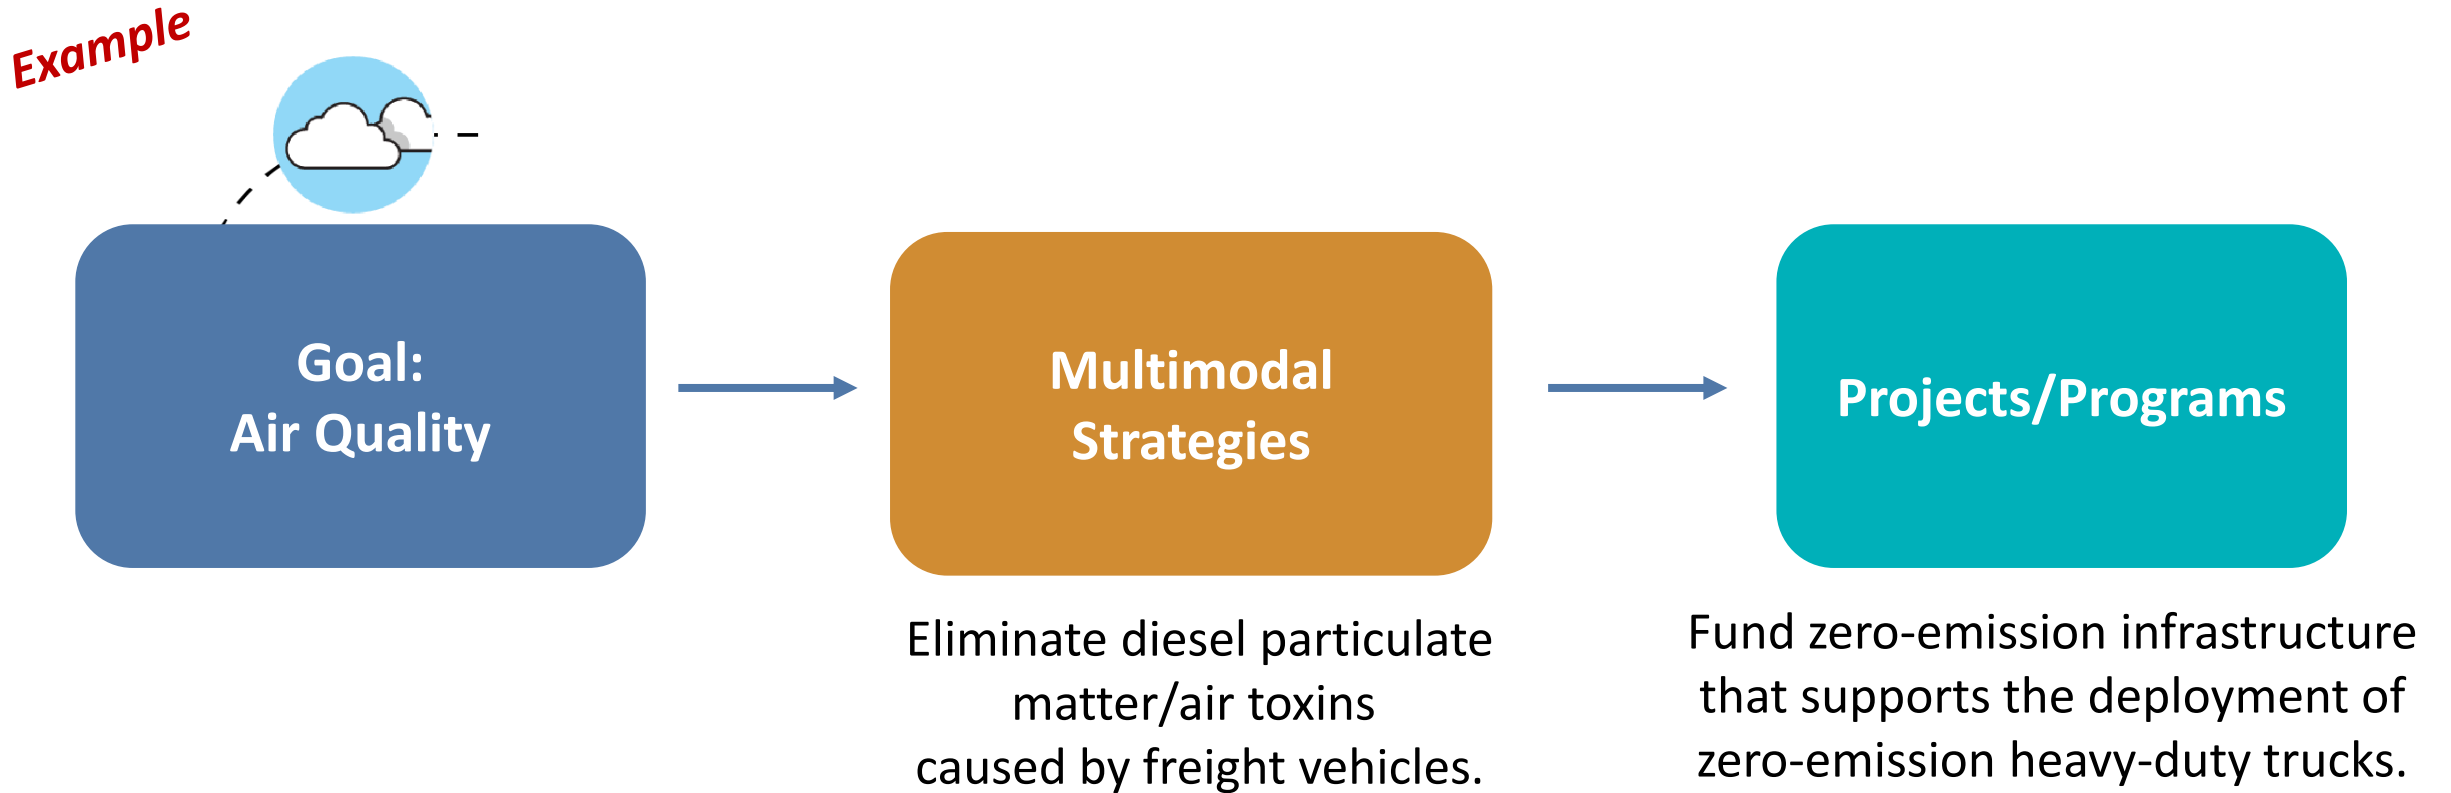 Example
Goal:
Air Quality
Multimodal
Strategies
Projects/Programs
Eliminate diesel particulate
matter/air toxins
caused by freight vehicles.
Fund zero-emission infrastructure
that supports the deployment of
zero-emission heavy-duty trucks.